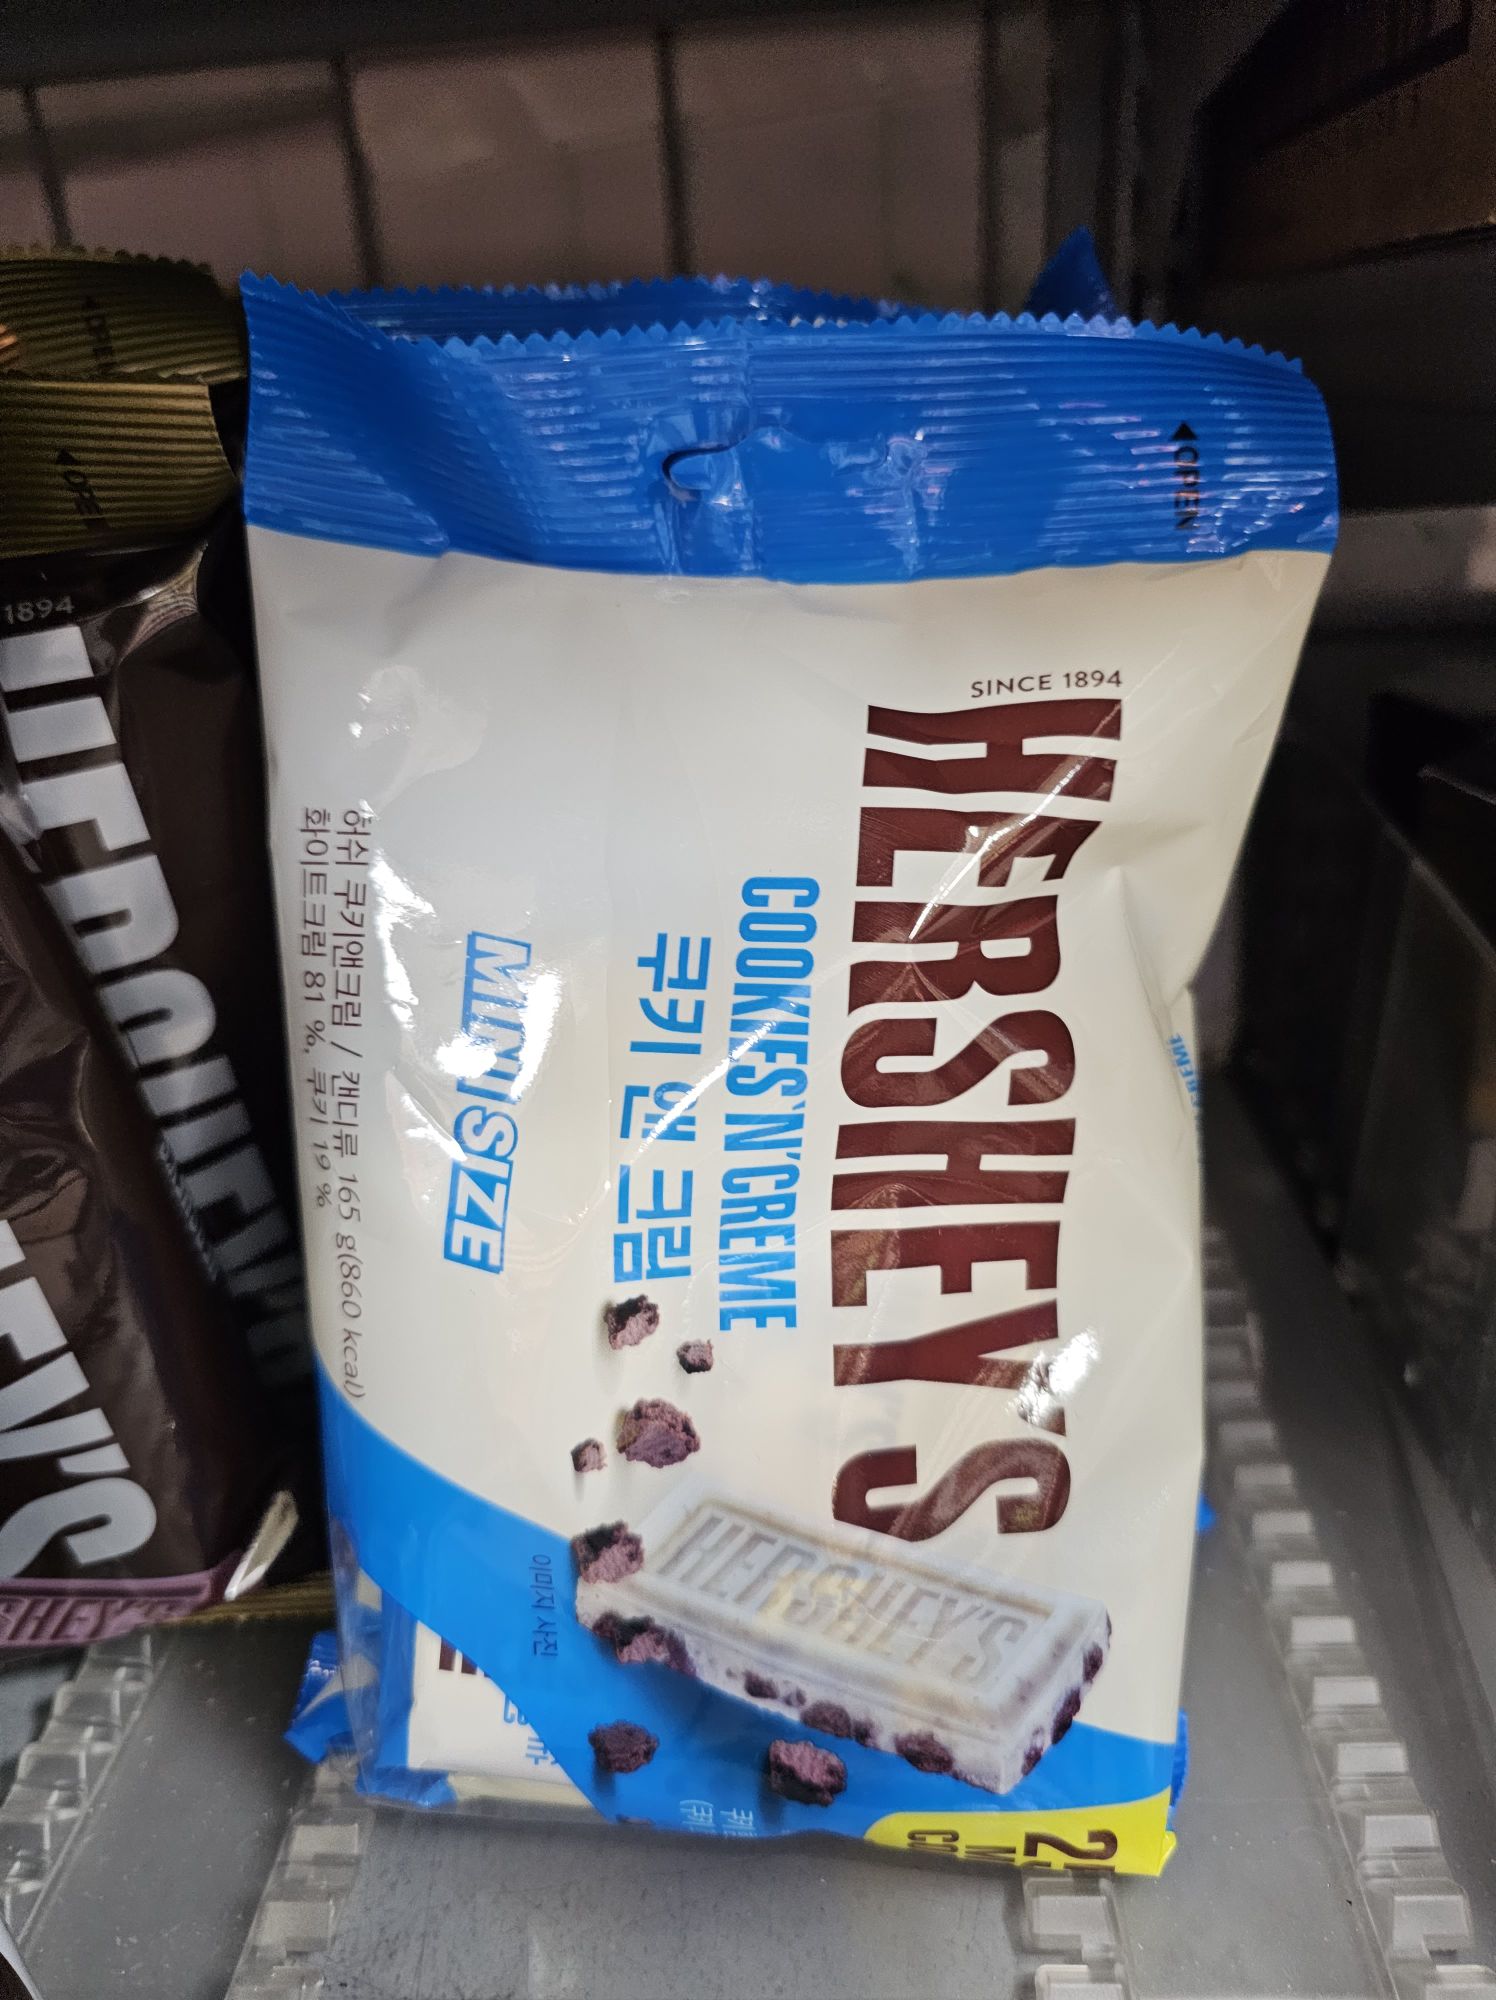 OPEN
SINCE 1894
HERSHEY'S
COOKIES'N'CREME
쿠키 앤 크림
MINI SIZE
허쉬 쿠키앤크림 / 캔디류 165 g(860 kcal)
화이트크림 81 %, 쿠키 19 %
HERSHEY'S
이미지 사진
1894